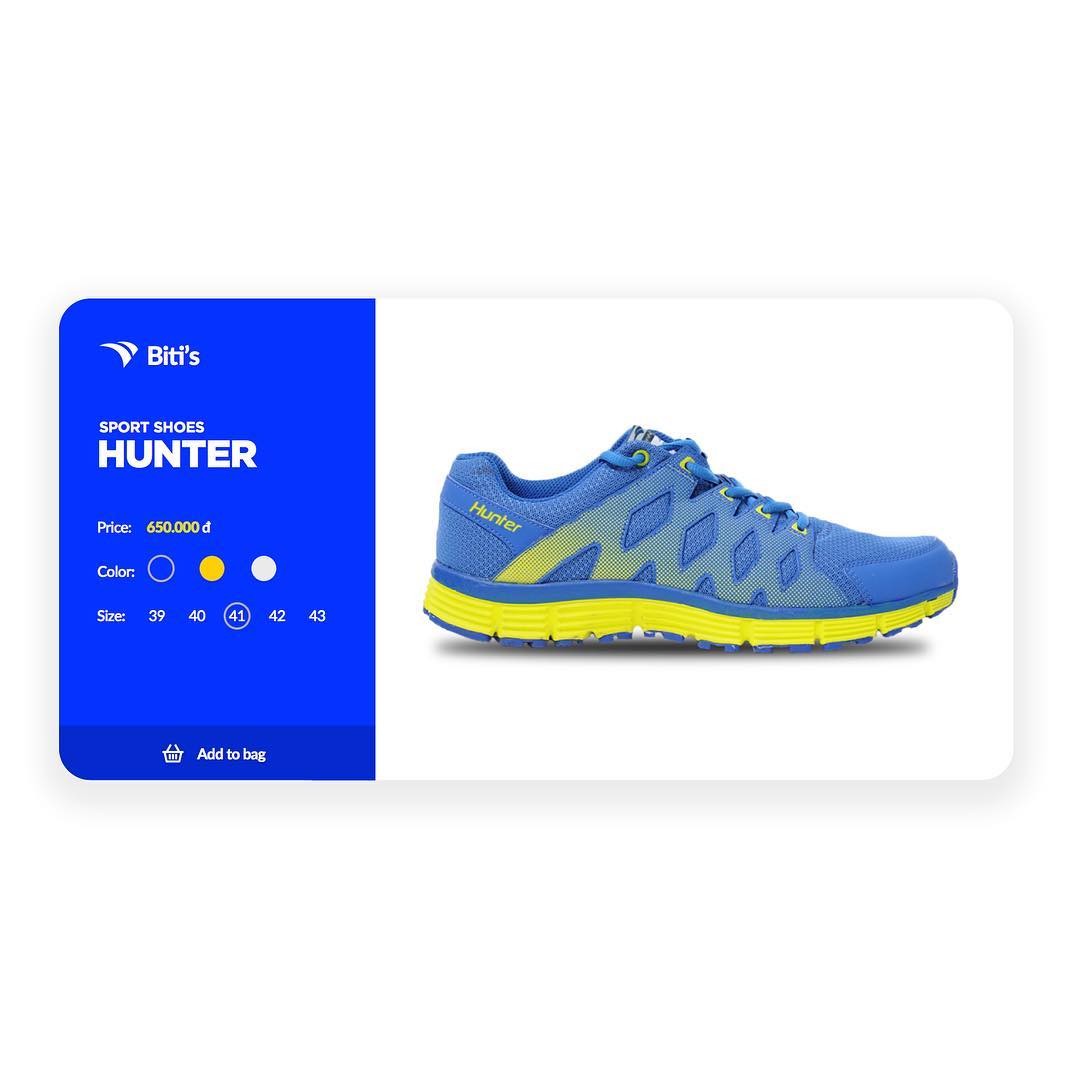 Biti's
SPORT SHOES
HUNTER
Price: 650.000 đ
Color:
Size: 39 40 41 42 43
Add to bag
Hunter